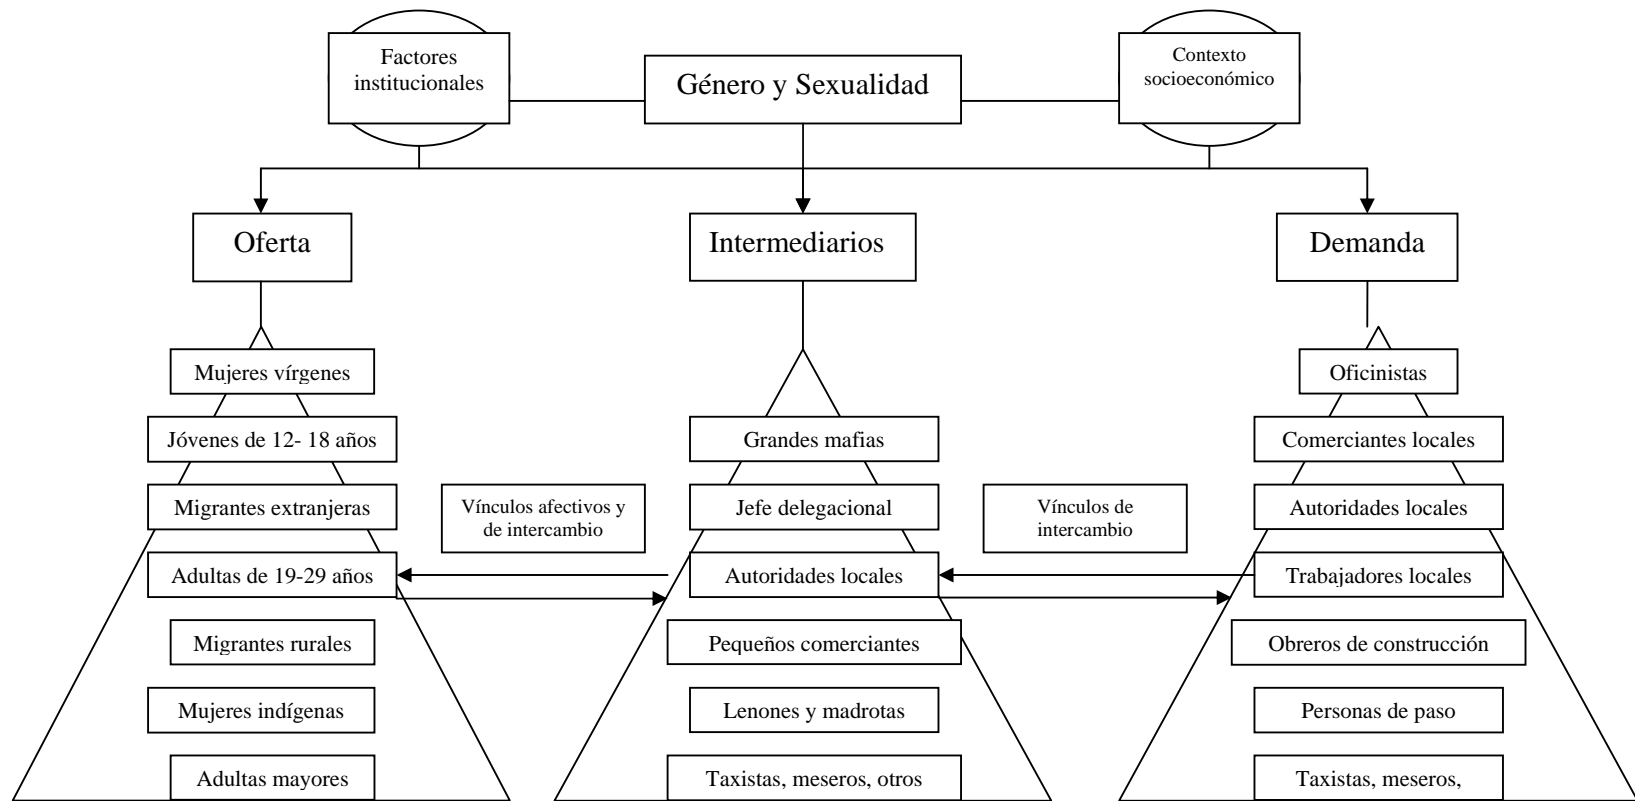 Factores
institucionales
Género y Sexualidad
Contexto
socioeconómico
Oferta
Intermediarios
Demanda
Mujeres vírgenes
Oficinistas
Jóvenes de 12- 18 años
Grandes mafias
Comerciantes locales
Migrantes extranjeras
Vínculos afectivos y
de intercambio
Jefe delegacional
Vínculos de
intercambio
Autoridades locales
Adultas de 19-29 años
Autoridades locales
Trabajadores locales
Migrantes rurales
Pequeños comerciantes
Obreros de construcción
Mujeres indígenas
Lenones y madrotas
Personas de paso
Adultas mayores
Taxistas, meseros, otros
Taxistas, meseros,